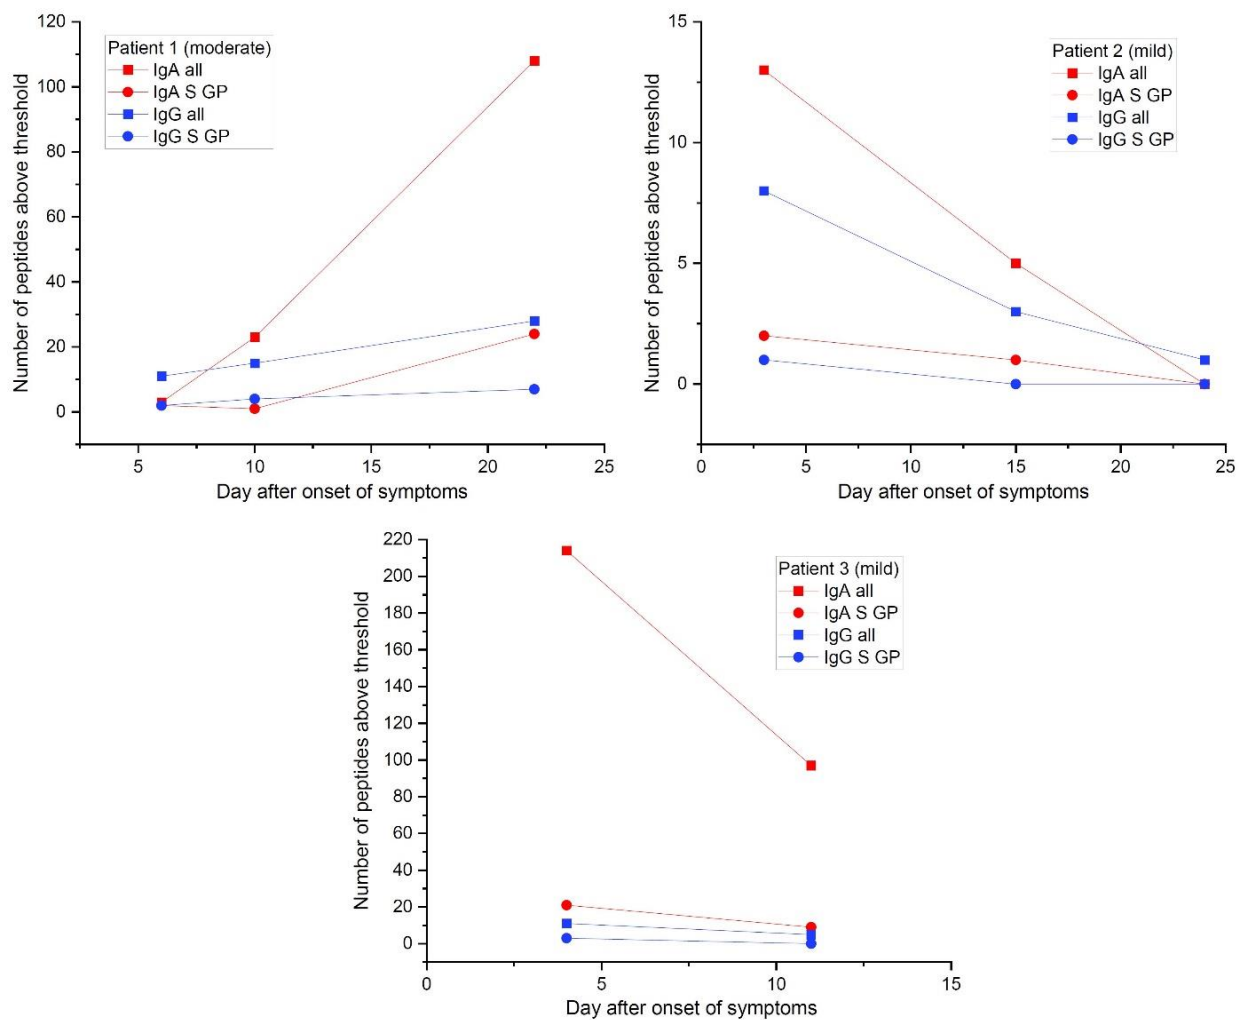 Patient 1 (moderate)
IgA all
IgA S GP
IgG all
IgG S GP
Number of peptides above threshold
120
100
80
60
40
20
0
5
10
15
20
25
Day after onset of symptoms
Patient 2 (mild)
IgA all
IgA S GP
IgG all
IgG S GP
Number of peptides above threshold
15
10
5
0
0
5
10
15
20
25
Day after onset of symptoms
Patient 3 (mild)
IgA all
IgA S GP
IgG all
IgG S GP
Number of peptides above threshold
220
200
180
160
140
120
100
80
60
40
20
0
0
5
10
15
Day after onset of symptoms